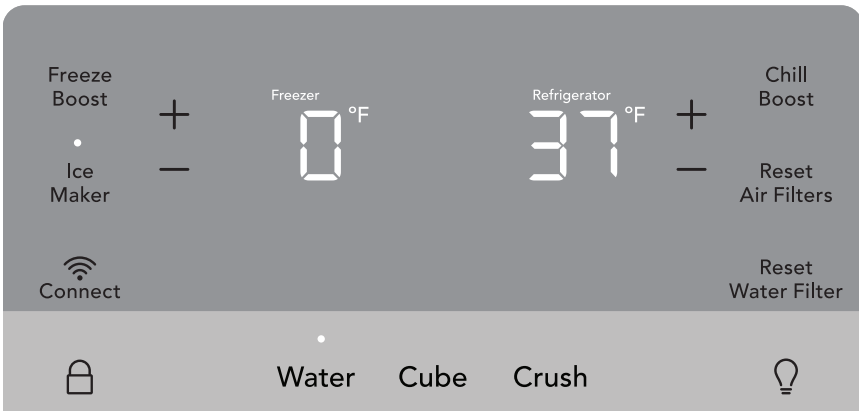 Freeze
Boost
Ice
Maker
Connect
+
−
Freezer
0 °F
Refrigerator
37 °F
+
−
Chill
Boost
Reset
Air Filters
Reset
Water Filter
Water Cube Crush